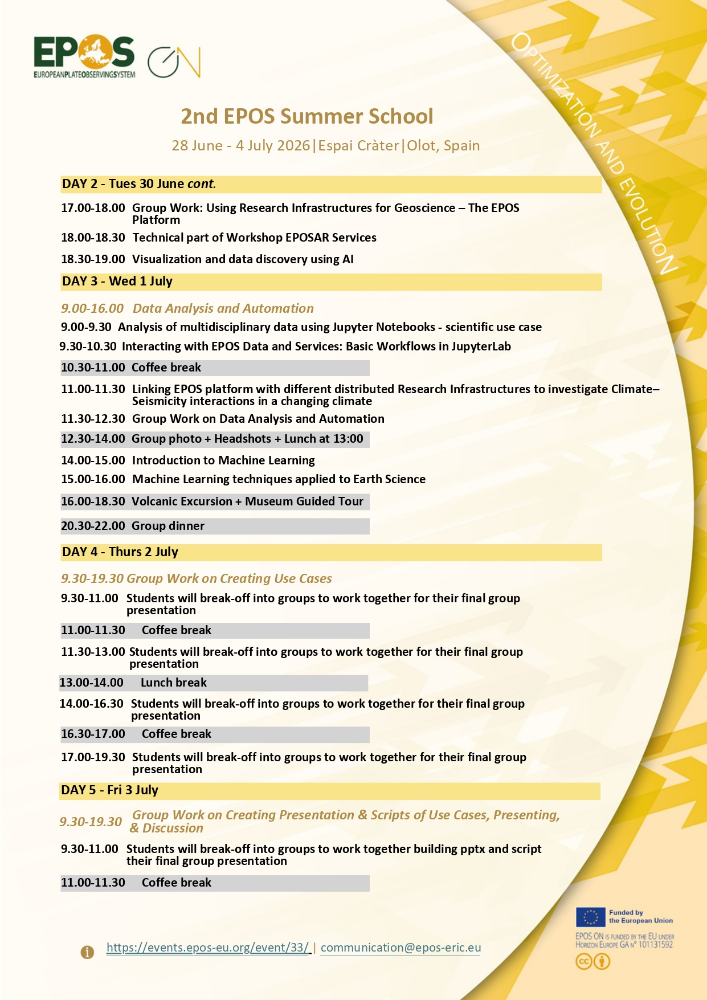 EPOS
EUROPEANPLATEOBSERVINGSYSTEM
ON
OPTIMIZATION AND EVOLUTION
2nd EPOS Summer School
28 June - 4 July 2026|Espai Cràter|Olot, Spain
DAY 2 - Tues 30 June cont.
17.00-18.00 Group Work: Using Research Infrastructures for Geoscience – The EPOS
Platform
18.00-18.30 Technical part of Workshop EPOSAR Services
18.30-19.00 Visualization and data discovery using AI
DAY 3 - Wed 1 July
9.00-16.00 Data Analysis and Automation
9.00-9.30 Analysis of multidisciplinary data using Jupyter Notebooks - scientific use case
9.30-10.30 Interacting with EPOS Data and Services: Basic Workflows in JupyterLab
10.30-11.00 Coffee break
11.00-11.30 Linking EPOS platform with different distributed Research Infrastructures to investigate Climate–
Seismicity interactions in a changing climate
11.30-12.30 Group Work on Data Analysis and Automation
12.30-14.00 Group photo + Headshots + Lunch at 13:00
14.00-15.00 Introduction to Machine Learning
15.00-16.00 Machine Learning techniques applied to Earth Science
16.00-18.30 Volcanic Excursion + Museum Guided Tour
20.30-22.00 Group dinner
DAY 4 - Thurs 2 July
9.30-19.30 Group Work on Creating Use Cases
9.30-11.00 Students will break-off into groups to work together for their final group
presentation
11.00-11.30 Coffee break
11.30-13.00 Students will break-off into groups to work together for their final group
presentation
13.00-14.00 Lunch break
14.00-16.30 Students will break-off into groups to work together for their final group
presentation
16.30-17.00 Coffee break
17.00-19.30 Students will break-off into groups to work together for their final group
presentation
DAY 5 - Fri 3 July
9.30-19.30 Group Work on Creating Presentation & Scripts of Use Cases, Presenting,
& Discussion
9.30-11.00 Students will break-off into groups to work together building pptx and script
their final group presentation
11.00-11.30 Coffee break
https://events.epos-eu.org/event/33/ | communication@epos-eric.eu
Funded by
the European Union
EPOS ON IS FUNDED BY THE EU UNDER
HORIZON EUROPE GA N° 101131592
cc